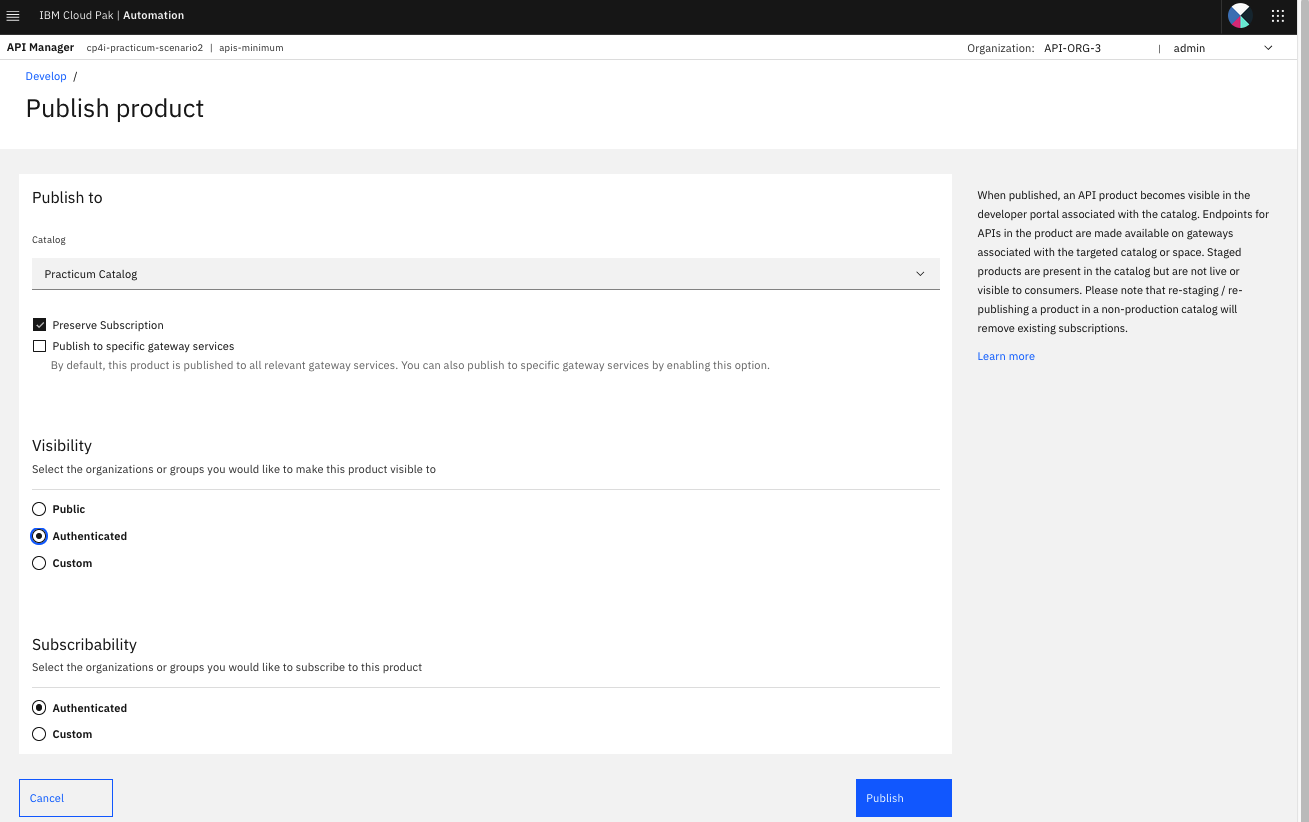 IBM Cloud Pak | Automation
API Manager cp4i-practicum-scenario2 | apis-minimum Organization: API-ORG-3 | admin
Develop /
Publish product
Publish to
Catalog
Practicum Catalog
Preserve Subscription
Publish to specific gateway services
By default, this product is published to all relevant gateway services. You can also publish to specific gateway services by enabling this option.
Visibility
Select the organizations or groups you would like to make this product visible to
Public
Authenticated
Custom
Subscribability
Select the organizations or groups you would like to subscribe to this product
Authenticated
Custom
Cancel
Publish
When published, an API product becomes visible in the
developer portal associated with the catalog. Endpoints for
APIs in the product are made available on gateways
associated with the targeted catalog or space. Staged
products are present in the catalog but are not live or
visible to consumers. Please note that re-staging / re-
publishing a product in a non-production catalog will
remove existing subscriptions.
Learn more